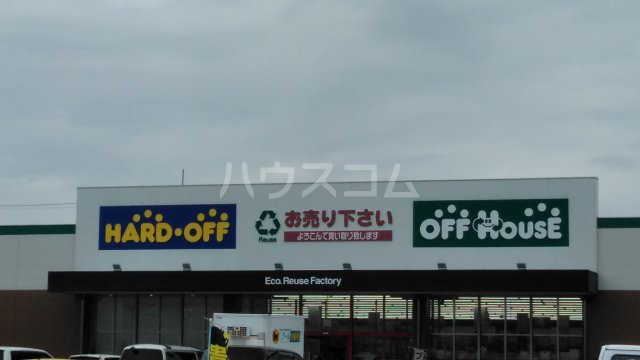 ハウスコム
HARD・OFF
Reuse
お売り下さい
よろこんで買い取り致します
OFF HOUSE
Eco. Reuse Factory